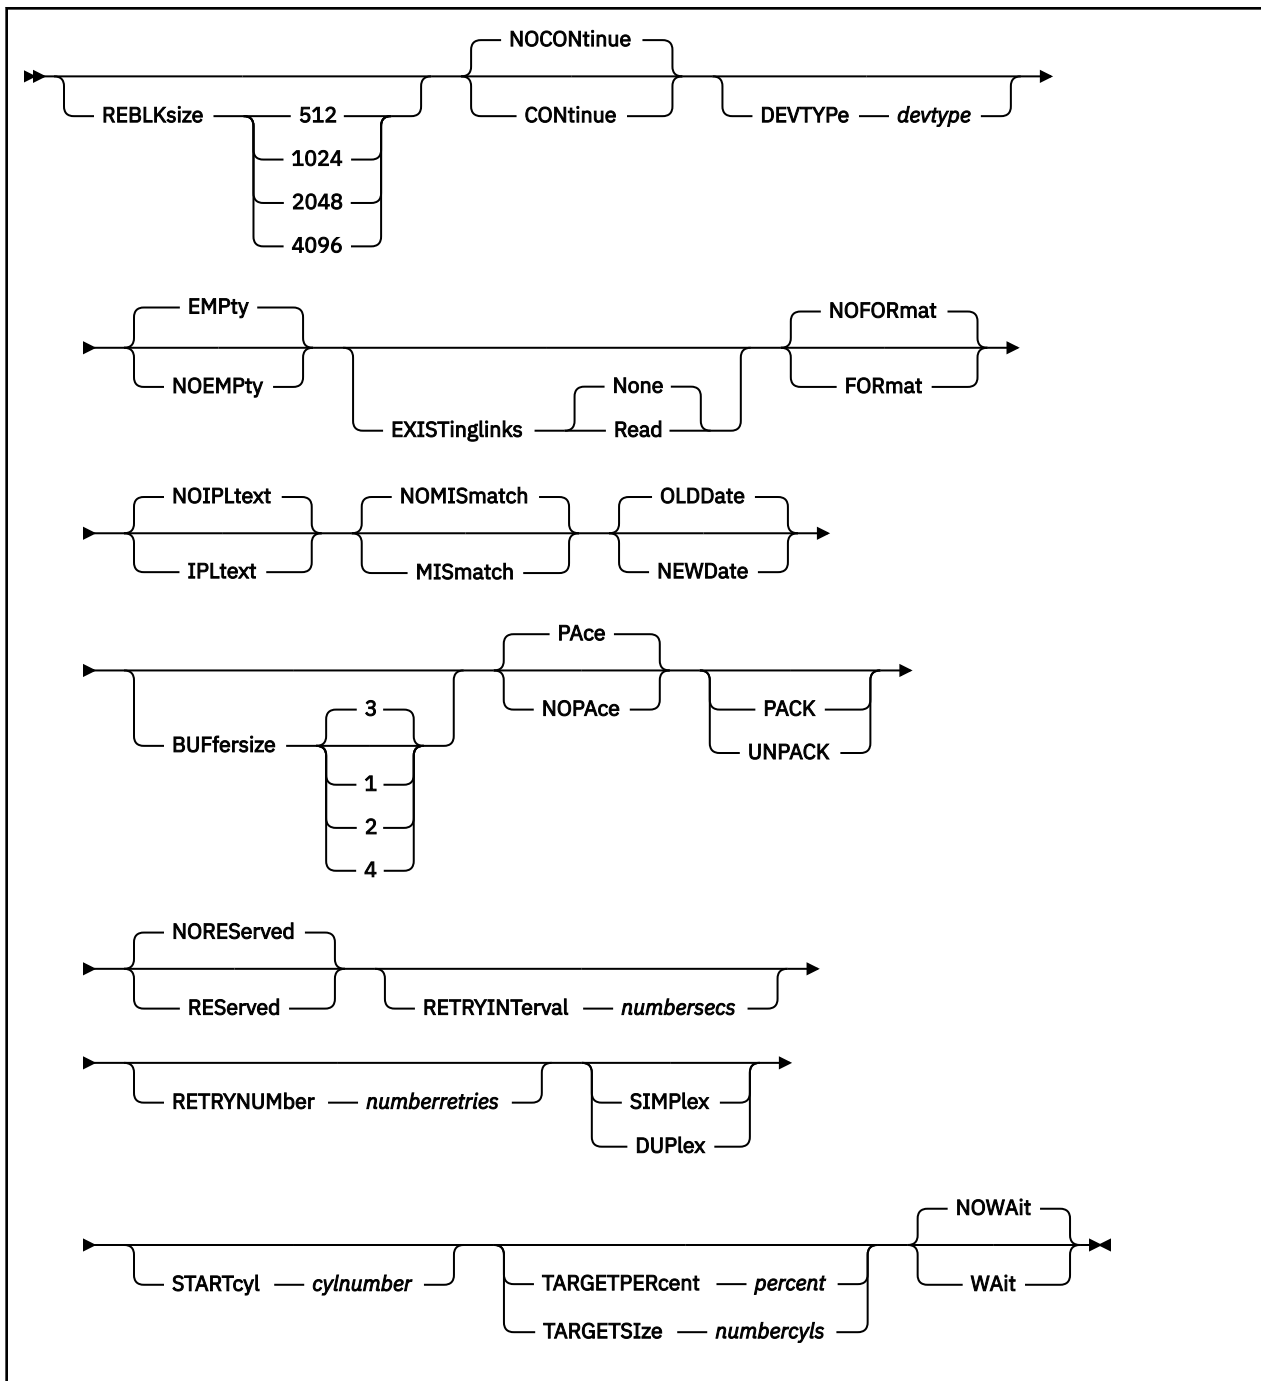 NOCONtinue
REBLKsize 512 CONtinue DEVTYPe devtype
1024
2048
4096
EMPty NOFORmat
NOEMPty None FORmat
EXISTinglinks Read
NOIPLtext NOMISmatch OLDDate
IPLtext MISmatch NEWDate
PAce
3 NOPAce PACK
BUFfersize UNPACK
1
2
4
NOREServed
REServed RETRYINTerval numbersecs
RETRYNUMber numberretries SIMPlex
DUPlex
NOWAit
STARTcyl cylnumber TARGETPERcent percent WAit
TARGETSIze numbercyls